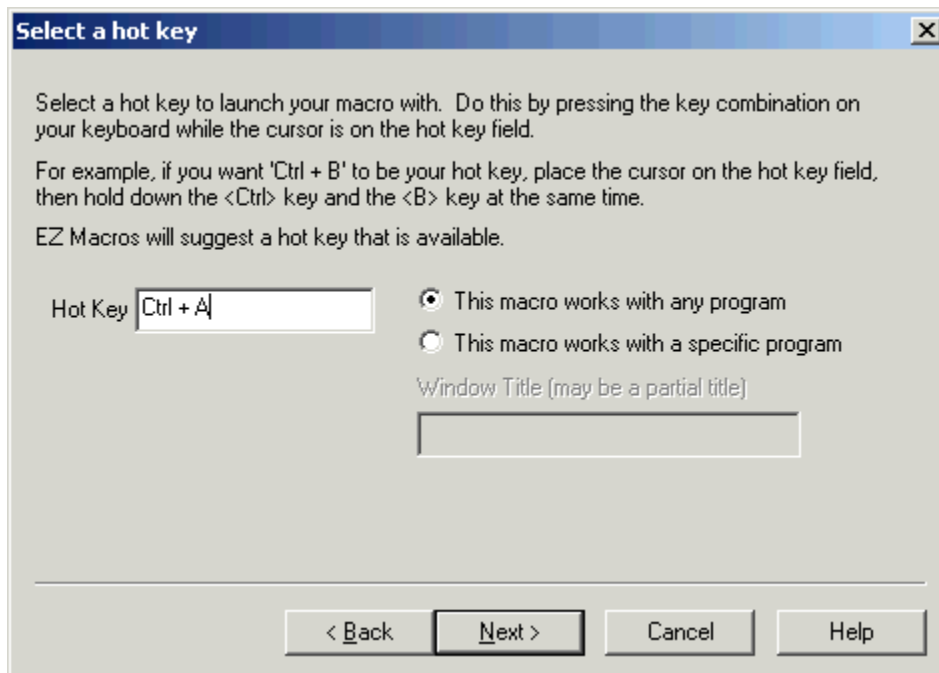 Select a hot key
Select a hot key to launch your macro with.  Do this by pressing the key combination on
your keyboard while the cursor is on the hot key field.
For example, if you want 'Ctrl + B' to be your hot key, place the cursor on the hot key field,
then hold down the <Ctrl> key and the <B> key at the same time.
EZ Macros will suggest a hot key that is available.
Hot Key Ctrl + A
This macro works with any program
This macro works with a specific program
Window Title (may be a partial title)
< Back Next > Cancel Help